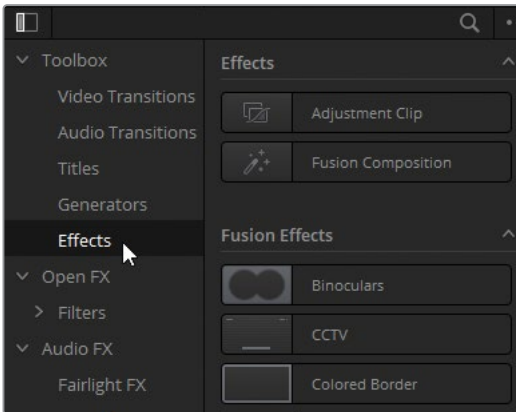 Toolbox
Video Transitions
Audio Transitions
Titles
Generators
Effects
Open FX
Filters
Audio FX
Fairlight FX
Effects
Adjustment Clip
Fusion Composition
Fusion Effects
Binoculars
CCTV
Colored Border